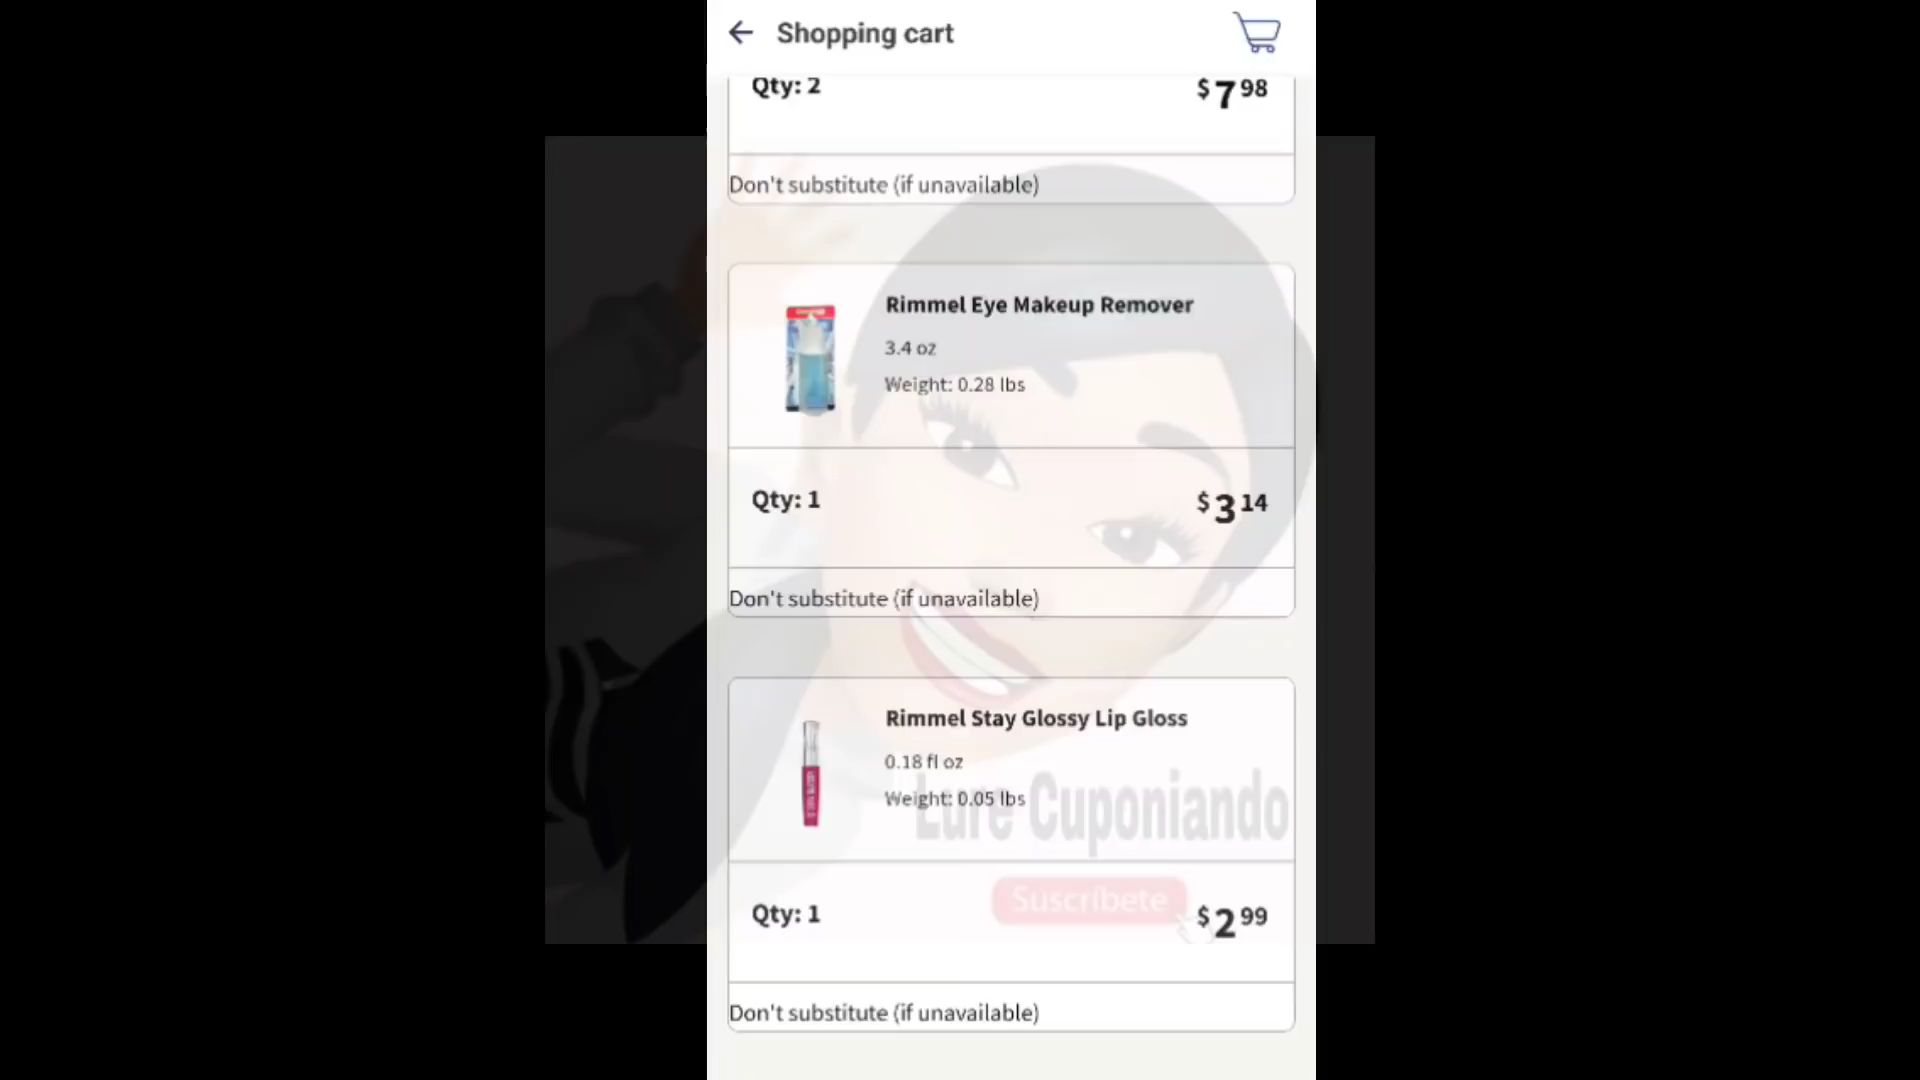 Shopping cart
Qty: 2
$7 98
Don't substitute (if unavailable)
Rimmel Eye Makeup Remover
3.4 oz
Weight: 0.28 lbs
Qty: 1
$3 14
Don't substitute (if unavailable)
Rimmel Stay Glossy Lip Gloss
0.18 fl oz
Weight: 0.05 lbs
Lure Cuponiando
Suscríbete
Qty: 1
$2 99
Don't substitute (if unavailable)